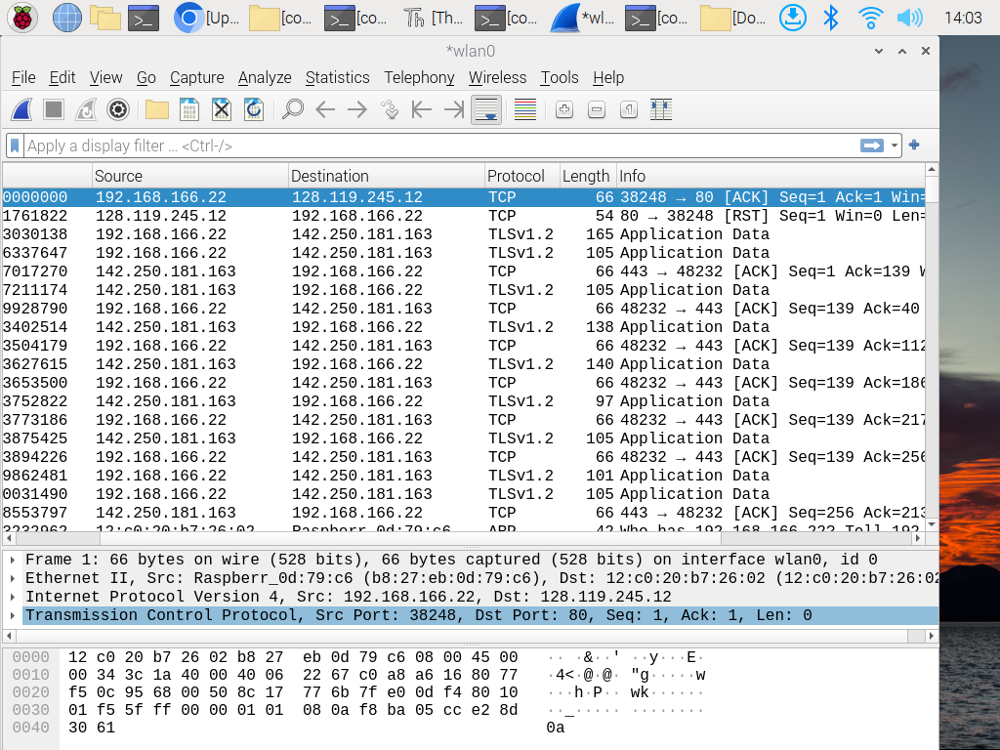 [Up... [co... [co... [Th... [co... *wl... [co... [Do... 14:03
*wlan0
File Edit View Go Capture Analyze Statistics Telephony Wireless Tools Help
Apply a display filter ... <Ctrl-/>
Source Destination Protocol Length Info
0000000 192.168.166.22 128.119.245.12 TCP 66 38248 → 80 [ACK] Seq=1 Ack=1 Win=
1761822 128.119.245.12 192.168.166.22 TCP 54 80 → 38248 [RST] Seq=1 Win=0 Len=
3030138 192.168.166.22 142.250.181.163 TLSv1.2 165 Application Data
6337647 192.168.166.22 142.250.181.163 TLSv1.2 105 Application Data
7017270 142.250.181.163 192.168.166.22 TCP 66 443 → 48232 [ACK] Seq=1 Ack=139 W
7211174 142.250.181.163 192.168.166.22 TLSv1.2 105 Application Data
9928790 192.168.166.22 142.250.181.163 TCP 66 48232 → 443 [ACK] Seq=139 Ack=40
3402514 142.250.181.163 192.168.166.22 TLSv1.2 138 Application Data
3504179 192.168.166.22 142.250.181.163 TCP 66 48232 → 443 [ACK] Seq=139 Ack=112
3627615 192.168.166.22 142.250.181.163 TLSv1.2 140 Application Data
3653500 192.168.166.22 142.250.181.163 TCP 66 48232 → 443 [ACK] Seq=139 Ack=186
3752822 142.250.181.163 192.168.166.22 TLSv1.2 97 Application Data
3773186 192.168.166.22 142.250.181.163 TCP 66 48232 → 443 [ACK] Seq=139 Ack=217
3875425 142.250.181.163 192.168.166.22 TLSv1.2 105 Application Data
3894226 192.168.166.22 142.250.181.163 TCP 66 48232 → 443 [ACK] Seq=139 Ack=256
9862481 192.168.166.22 142.250.181.163 TLSv1.2 101 Application Data
0031490 192.168.166.22 142.250.181.163 TLSv1.2 105 Application Data
8553797 142.250.181.163 192.168.166.22 TCP 66 443 → 48232 [ACK] Seq=256 Ack=213
12:c0:20:b7:26:02 Raspberr_0d:79:c6 ARP 42 Who has 192.168.166.22? Tell 192
Frame 1: 66 bytes on wire (528 bits), 66 bytes captured (528 bits) on interface wlan0, id 0
Ethernet II, Src: Raspberr_0d:79:c6 (b8:27:eb:0d:79:c6), Dst: 12:c0:20:b7:26:02 (12:c0:20:b7:26:02
Internet Protocol Version 4, Src: 192.168.166.22, Dst: 128.119.245.12
Transmission Control Protocol, Src Port: 38248, Dst Port: 80, Seq: 1, Ack: 1, Len: 0
0000 12 c0 20 b7 26 02 b8 27 eb 0d 79 c6 08 00 45 00 ·· ·&··' ··y···E·
0010 00 34 3c 1a 40 00 40 06 22 67 c0 a8 a6 16 80 77 ·4<·@·@· "g·····w
0020 f5 0c 95 68 00 50 8c 17 77 6b 7f e0 0d f4 80 10 ···h·P·· wk······
0030 01 f5 5f ff 00 00 01 01 08 0a f8 ba 05 cc e2 8d ··_····· ········
0040 30 61 0a